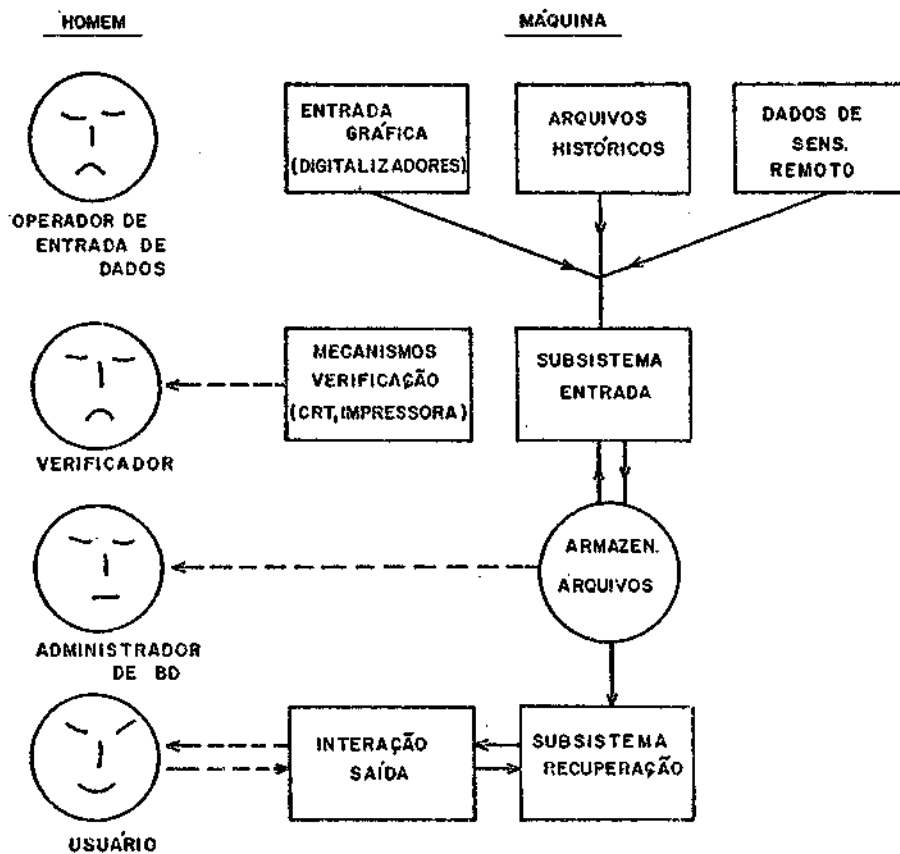 HOMEM
MÁQUINA
ENTRADA
GRÁFICA
(DIGITALIZADORES)
ARQUIVOS
HISTÓRICOS
DADOS DE
SENS.
REMOTO
OPERADOR DE
ENTRADA DE
DADOS
MECANISMOS
VERIFICAÇÃO
(CRT, IMPRESSORA)
SUBSISTEMA
ENTRADA
VERIFICADOR
ARMAZEN.
ARQUIVOS
ADMINISTRADOR
DE BD
INTERAÇÃO
SAÍDA
SUBSISTEMA
RECUPERAÇÃO
USUÁRIO